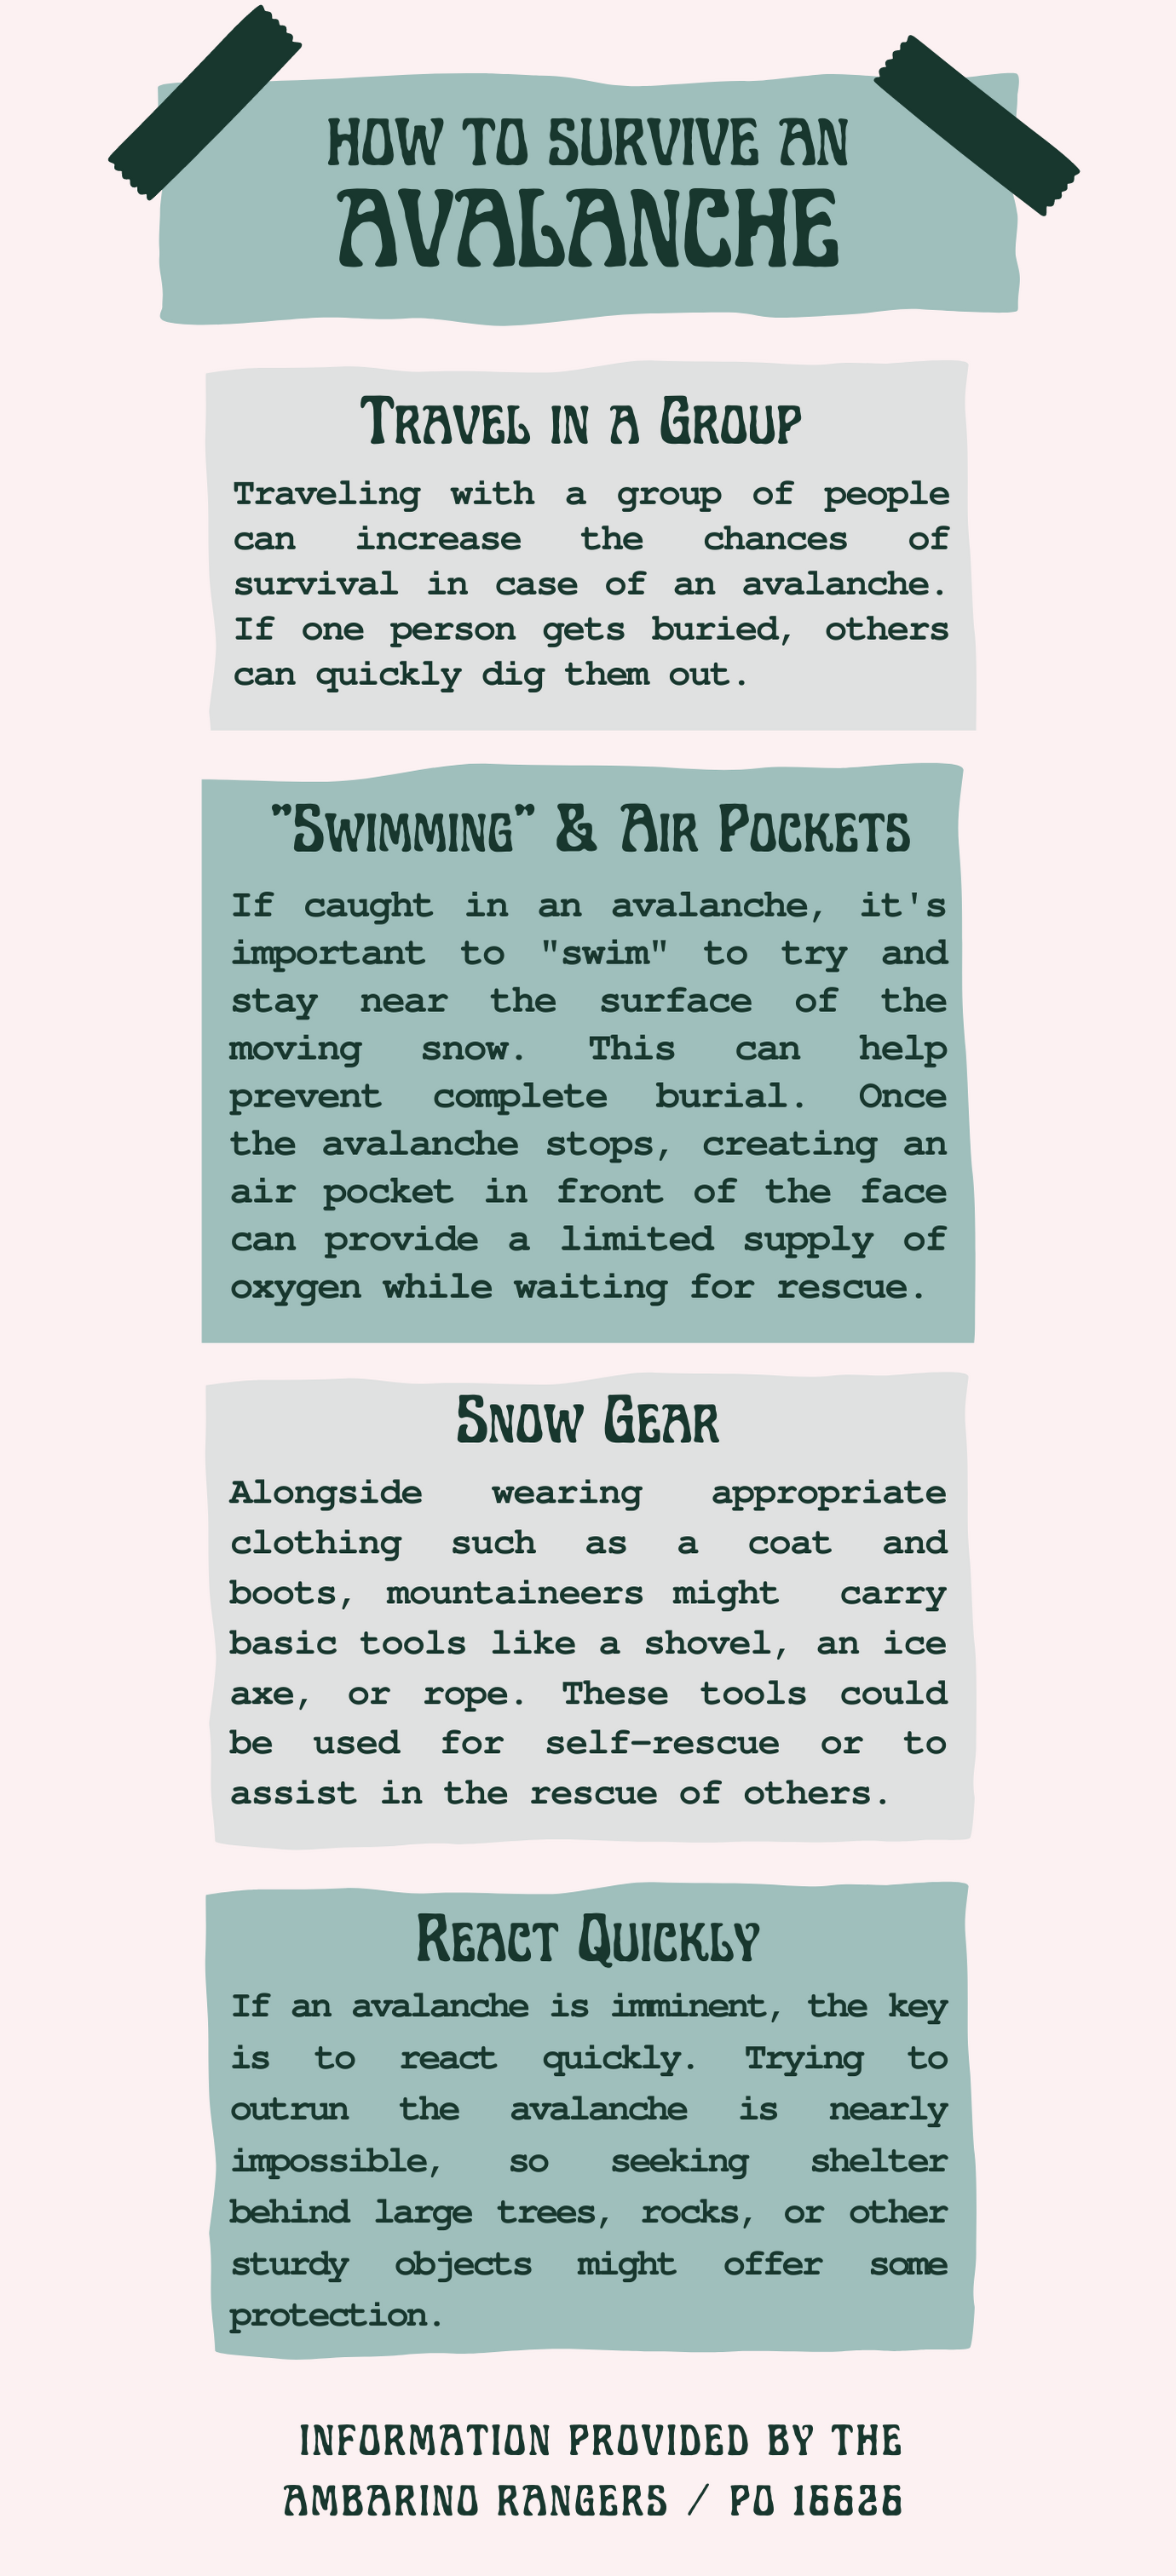 HOW TO SURVIVE AN
AVALANCHE
TRAVEL IN A GROUP
Traveling with a group of people
can increase the chances of
survival in case of an avalanche.
If one person gets buried, others
can quickly dig them out.
"SWIMMING" & AIR POCKETS
If caught in an avalanche, it's
important to "swim" to try and
stay near the surface of the
moving snow. This can help
prevent complete burial. Once
the avalanche stops, creating an
air pocket in front of the face
can provide a limited supply of
oxygen while waiting for rescue.
SNOW GEAR
Alongside wearing appropriate
clothing such as a coat and
boots, mountaineers might carry
basic tools like a shovel, an ice
axe, or rope. These tools could
be used for self-rescue or to
assist in the rescue of others.
REACT QUICKLY
If an avalanche is imminent, the key
is to react quickly. Trying to
outrun the avalanche is nearly
impossible, so seeking shelter
behind large trees, rocks, or other
sturdy objects might offer some
protection.
INFORMATION PROVIDED BY THE
AMBARINO RANGERS / PO 16626